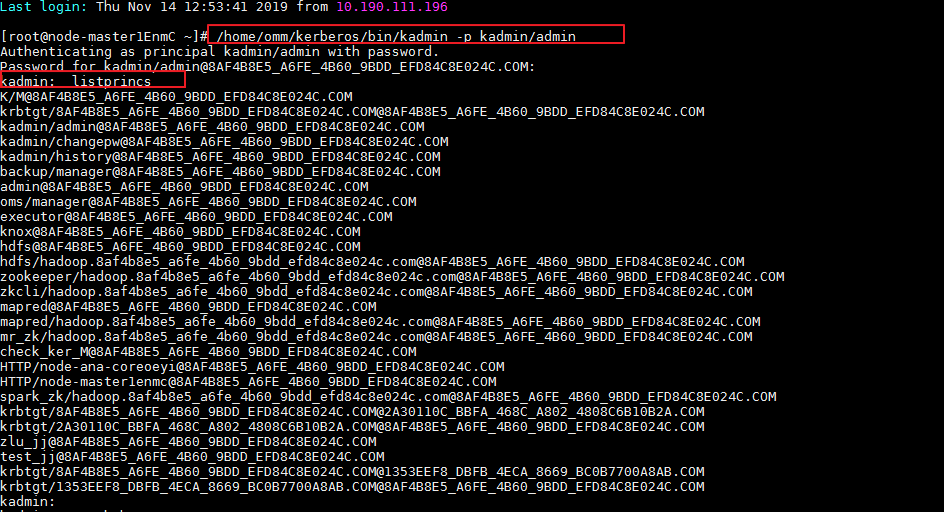 Last login: Thu Nov 14 12:53:41 2019 from 10.190.111.196
[root@node-master1EnmC ~]# /home/omm/kerberos/bin/kadmin -p kadmin/admin
Authenticating as principal kadmin/admin with password.
Password for kadmin/admin@8AF4B8E5_A6FE_4B60_9BDD_EFD84C8E024C.COM:
kadmin:  listprincs
K/M@8AF4B8E5_A6FE_4B60_9BDD_EFD84C8E024C.COM
krbtgt/8AF4B8E5_A6FE_4B60_9BDD_EFD84C8E024C.COM@8AF4B8E5_A6FE_4B60_9BDD_EFD84C8E024C.COM
kadmin/admin@8AF4B8E5_A6FE_4B60_9BDD_EFD84C8E024C.COM
kadmin/changepw@8AF4B8E5_A6FE_4B60_9BDD_EFD84C8E024C.COM
kadmin/history@8AF4B8E5_A6FE_4B60_9BDD_EFD84C8E024C.COM
backup/manager@8AF4B8E5_A6FE_4B60_9BDD_EFD84C8E024C.COM
admin@8AF4B8E5_A6FE_4B60_9BDD_EFD84C8E024C.COM
oms/manager@8AF4B8E5_A6FE_4B60_9BDD_EFD84C8E024C.COM
executor@8AF4B8E5_A6FE_4B60_9BDD_EFD84C8E024C.COM
knox@8AF4B8E5_A6FE_4B60_9BDD_EFD84C8E024C.COM
hdfs@8AF4B8E5_A6FE_4B60_9BDD_EFD84C8E024C.COM
hdfs/hadoop.8af4b8e5_a6fe_4b60_9bdd_efd84c8e024c.com@8AF4B8E5_A6FE_4B60_9BDD_EFD84C8E024C.COM
zookeeper/hadoop.8af4b8e5_a6fe_4b60_9bdd_efd84c8e024c.com@8AF4B8E5_A6FE_4B60_9BDD_EFD84C8E024C.COM
zkcli/hadoop.8af4b8e5_a6fe_4b60_9bdd_efd84c8e024c.com@8AF4B8E5_A6FE_4B60_9BDD_EFD84C8E024C.COM
mapred@8AF4B8E5_A6FE_4B60_9BDD_EFD84C8E024C.COM
mapred/hadoop.8af4b8e5_a6fe_4b60_9bdd_efd84c8e024c.com@8AF4B8E5_A6FE_4B60_9BDD_EFD84C8E024C.COM
mr_zk/hadoop.8af4b8e5_a6fe_4b60_9bdd_efd84c8e024c.com@8AF4B8E5_A6FE_4B60_9BDD_EFD84C8E024C.COM
check_ker_M@8AF4B8E5_A6FE_4B60_9BDD_EFD84C8E024C.COM
HTTP/node-ana-coreoeyi@8AF4B8E5_A6FE_4B60_9BDD_EFD84C8E024C.COM
HTTP/node-master1enmc@8AF4B8E5_A6FE_4B60_9BDD_EFD84C8E024C.COM
spark_zk/hadoop.8af4b8e5_a6fe_4b60_9bdd_efd84c8e024c.com@8AF4B8E5_A6FE_4B60_9BDD_EFD84C8E024C.COM
krbtgt/8AF4B8E5_A6FE_4B60_9BDD_EFD84C8E024C.COM@2A30110C_BBFA_468C_A802_4808C6B10B2A.COM
krbtgt/2A30110C_BBFA_468C_A802_4808C6B10B2A.COM@8AF4B8E5_A6FE_4B60_9BDD_EFD84C8E024C.COM
zlu_jj@8AF4B8E5_A6FE_4B60_9BDD_EFD84C8E024C.COM
test_jj@8AF4B8E5_A6FE_4B60_9BDD_EFD84C8E024C.COM
krbtgt/8AF4B8E5_A6FE_4B60_9BDD_EFD84C8E024C.COM@1353EEF8_DBFB_4ECA_8669_BC0B7700A8AB.COM
krbtgt/1353EEF8_DBFB_4ECA_8669_BC0B7700A8AB.COM@8AF4B8E5_A6FE_4B60_9BDD_EFD84C8E024C.COM
kadmin: